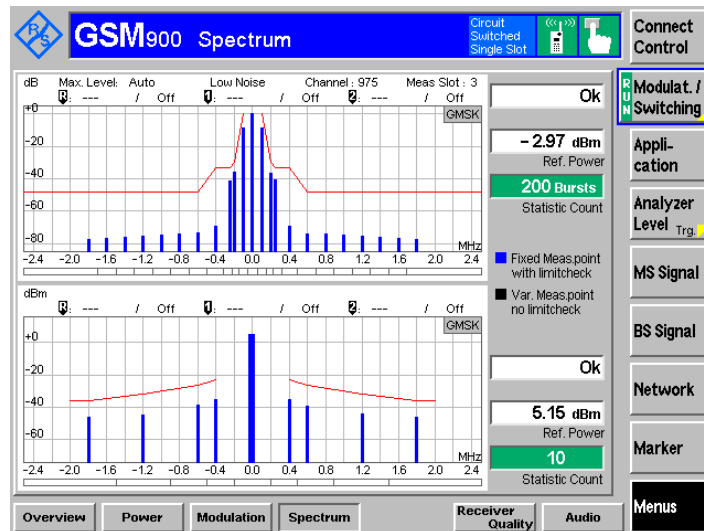 R/S GSM900 Spectrum
Circuit
Switched
Single Slot
Connect
Control
dB Max. Level: Auto Low Noise Channel : 975 Meas Slot : 3
R: --- / Off 1: --- / Off 2: --- / Off
GMSK
+0
-20
-40
-60
-80
MHz
-2.4 -2.0 -1.6 -1.2 -0.8 -0.4 0.0 0.4 0.8 1.2 1.6 2.0 2.4
Ok
-2.97 dBm
Ref. Power
200 Bursts
Statistic Count
Fixed Meas.point
with limitcheck
Var. Meas.point
no limitcheck
dBm
R: --- / Off 1: --- / Off 2: --- / Off
GMSK
+0
-20
-40
-60
MHz
-2.4 -2.0 -1.6 -1.2 -0.8 -0.4 0.0 0.4 0.8 1.2 1.6 2.0 2.4
Ok
5.15 dBm
Ref. Power
10
Statistic Count
RUN
Modulat. /
Switching
Appli-
cation
Analyzer
Level Trg.
MS Signal
BS Signal
Network
Marker
Menus
Overview Power Modulation Spectrum Receiver
Quality Audio